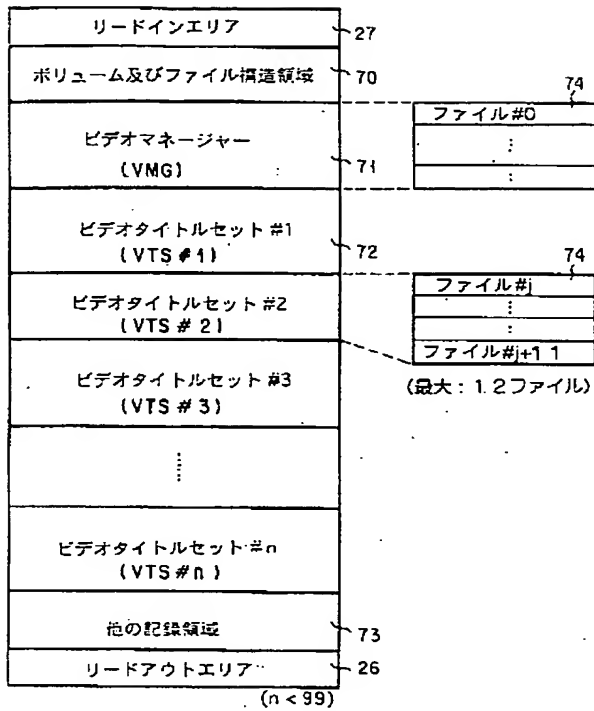 リードインエリア
27
ボリューム及びファイル構造領域
70
ビデオマネージャー
(VMG)
71
74
ファイル#0
⋮
:
ビデオタイトルセット #1
(VTS #1)
72
74
ビデオタイトルセット #2
(VTS # 2)
ファイル#j
⋮
:
ファイル#j+1 1
(最大: 1.2ファイル)
ビデオタイトルセット #3
(VTS # 3)
⋮
ビデオタイトルセット #n
(VTS #n)
他の記録領域
73
リードアウトエリア
26
(n < 99)